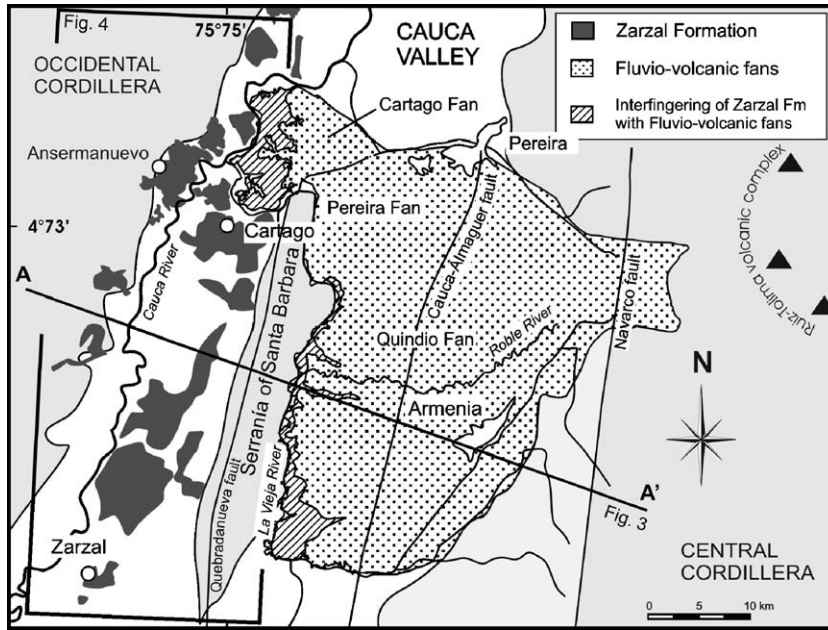 Fig. 4
75°75'
OCCIDENTAL
CORDILLERA
CAUCA
VALLEY
Zarzal Formation
Fluvio-volcanic fans
Interfingering of Zarzal Fm
with Fluvio-volcanic fans
Cartago Fan
Ansermanuevo
Pereira
Ruiz-Tolima volcanic complex
4°73'
Pereira Fan
Cartago
A
Cauca River
Serranía of Santa Barbara
Cauca-Almaguer fault
Navarco fault
Quindio Fan
Roble River
N
Armenia
La Vieja River
Quebradanueva fault
A'
Fig. 3
Zarzal
CENTRAL
CORDILLERA
0 5 10 km